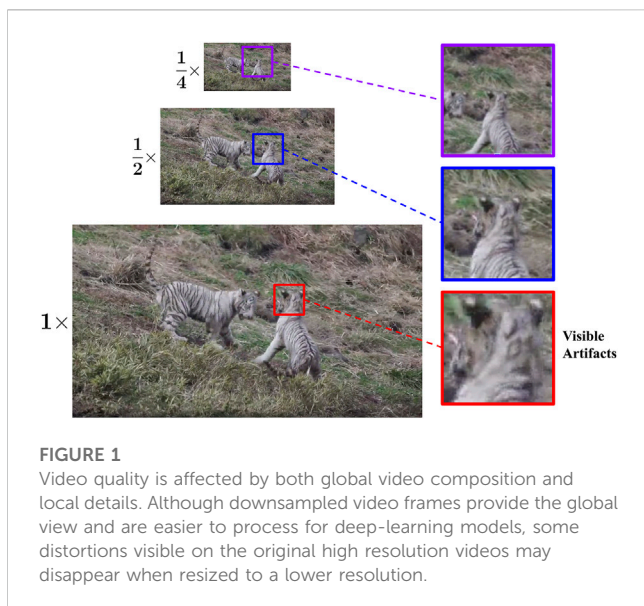 1/4 ×
1/2 ×
1 ×
Visible
Artifacts
FIGURE 1
Video quality is affected by both global video composition and
local details. Although downsampled video frames provide the global
view and are easier to process for deep-learning models, some
distortions visible on the original high resolution videos may
disappear when resized to a lower resolution.